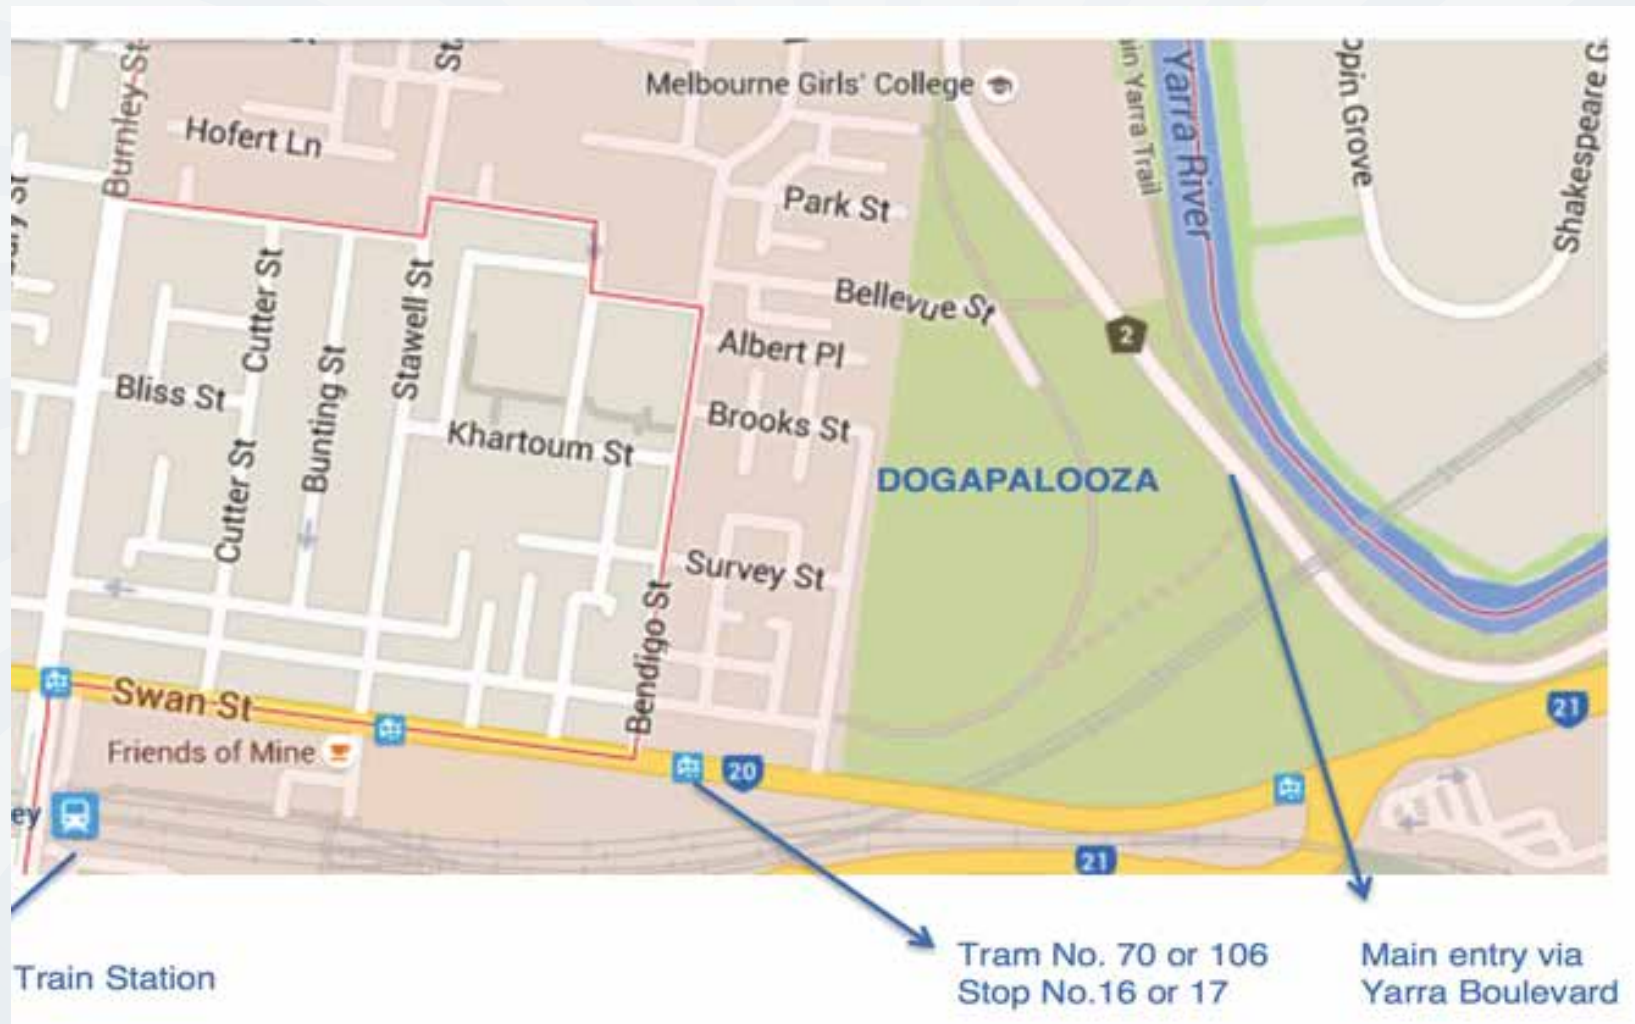 Burnley St
St
Melbourne Girls' College
Yarra River
Yarra Trail
Grove
Shakespeare G
Hofert Ln
Park St
Cutter St
Stawell St
Bellevue St
2
Albert Pl
Bunting St
Bliss St
Brooks St
Khartoum St
Cutter St
DOGAPALOOZA
Survey St
Bendigo St
Swan St
Friends of Mine
20
21
21
Train Station
Tram No. 70 or 106
Stop No.16 or 17
Main entry via
Yarra Boulevard